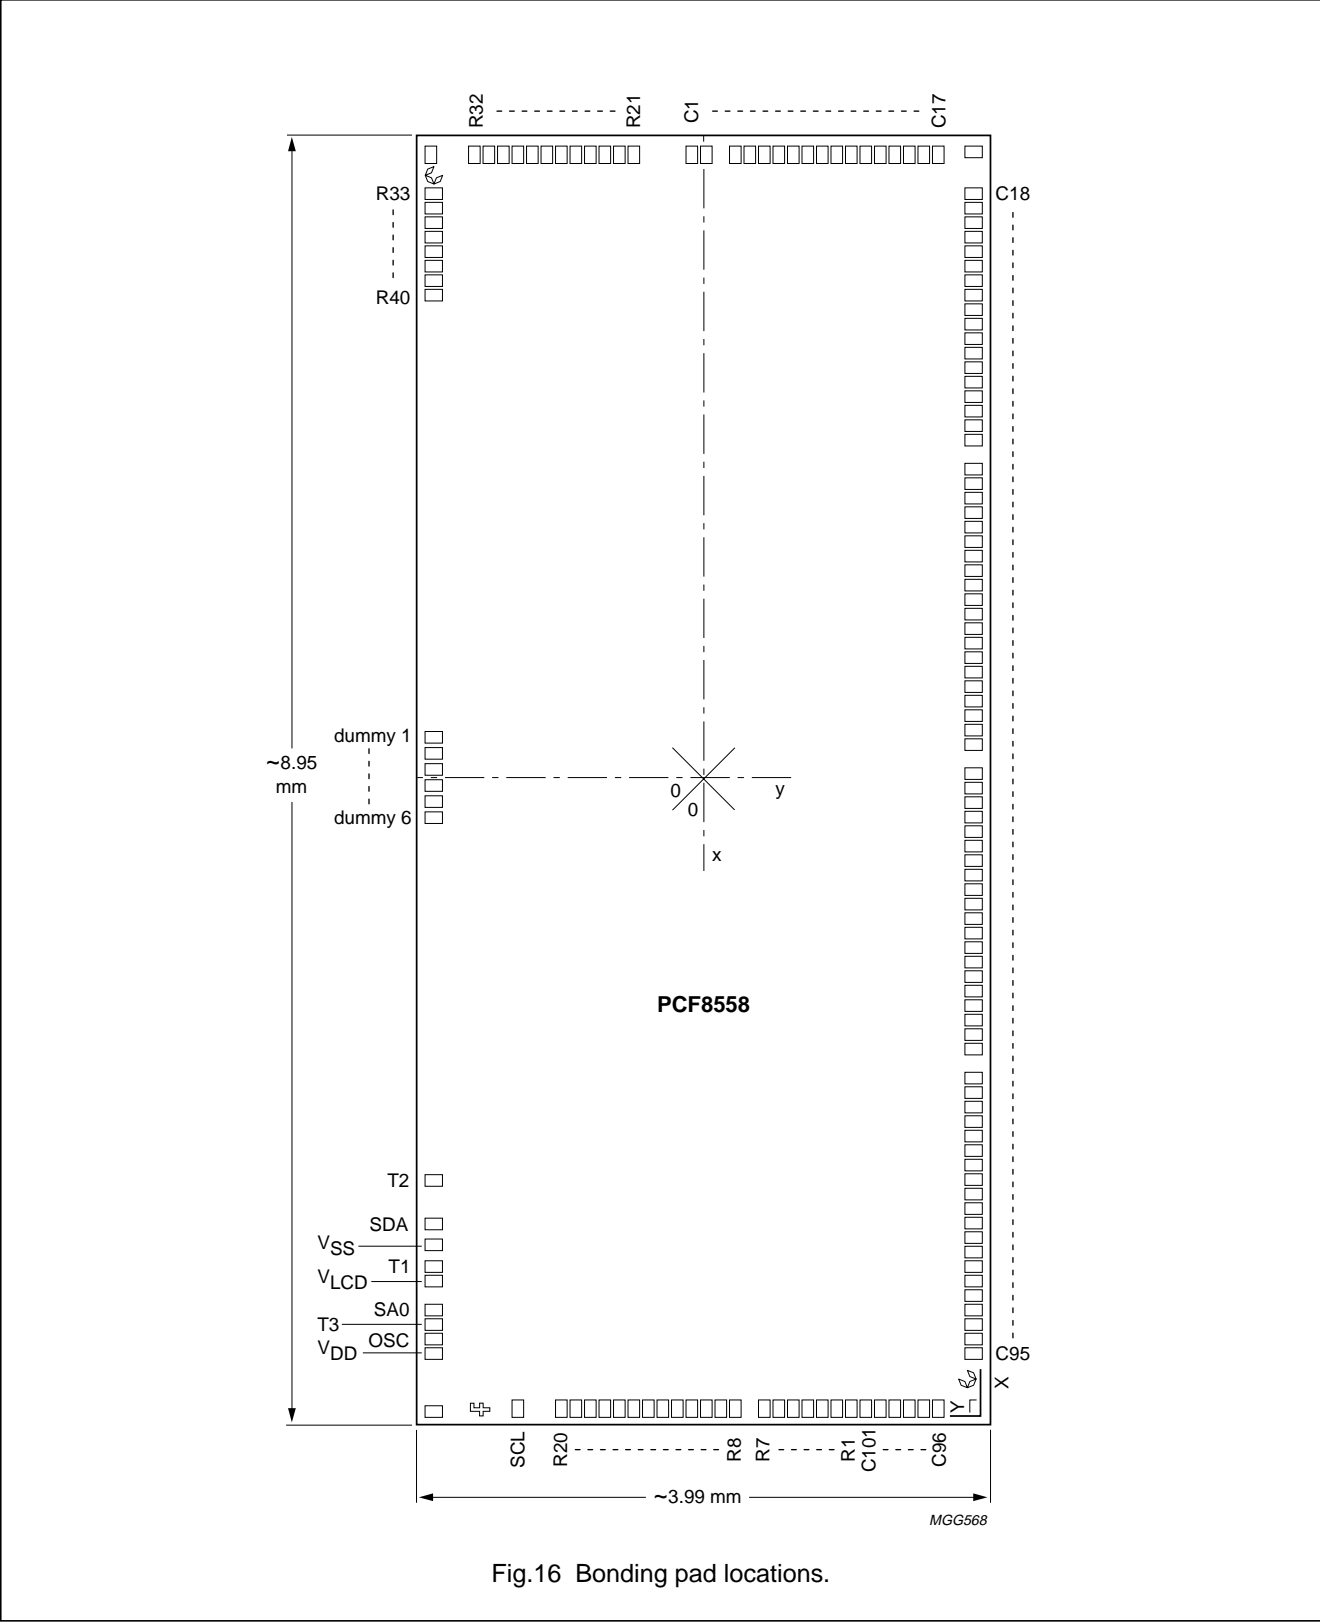 R32 R21 C1 C17
R33
C18
R40
dummy 1
~8.95
mm
0
y
0
dummy 6
x
PCF8558
T2
SDA
VSS
T1
VLCD
SA0
T3
OSC
VDD
C95
X
Y
SCL R20 R8 R7 R1 C101 C96
~3.99 mm
MGG568
Fig.16 Bonding pad locations.